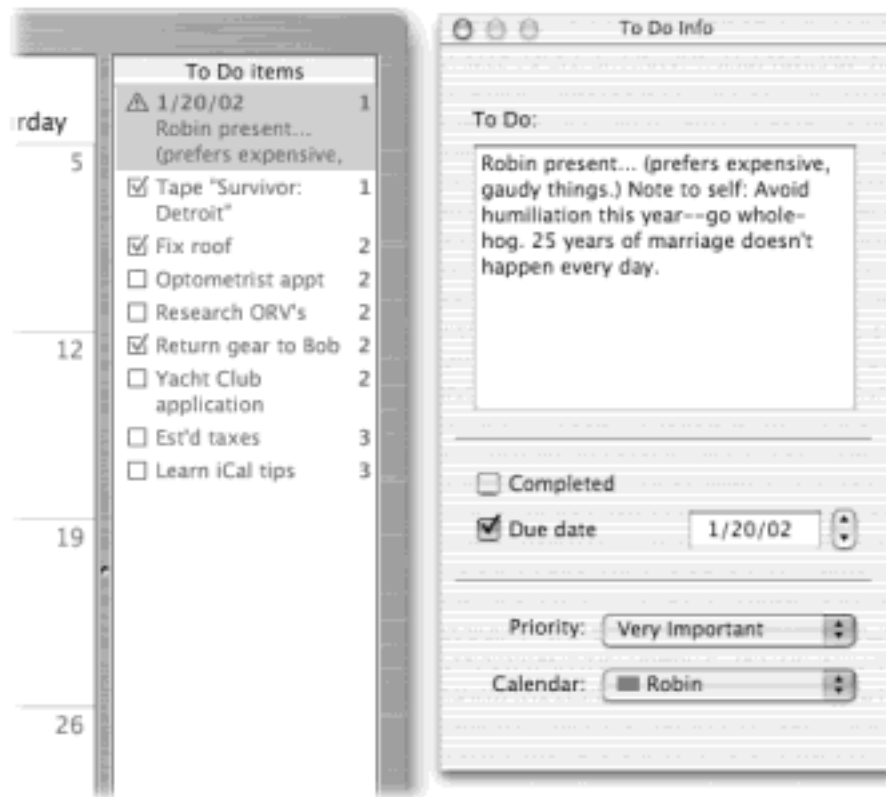 rday
5
12
19
26
To Do items
1/20/02 1
Robin present...
(prefers expensive,
Tape "Survivor: 1
Detroit"
Fix roof 2
Optometrist appt 2
Research ORV's 2
Return gear to Bob 2
Yacht Club 2
application
Est'd taxes 3
Learn iCal tips 3
To Do Info
To Do:
Robin present... (prefers expensive,
gaudy things.) Note to self: Avoid
humiliation this year--go whole-
hog. 25 years of marriage doesn't
happen every day.
Completed
Due date 1/20/02
Priority: Very Important
Calendar: Robin